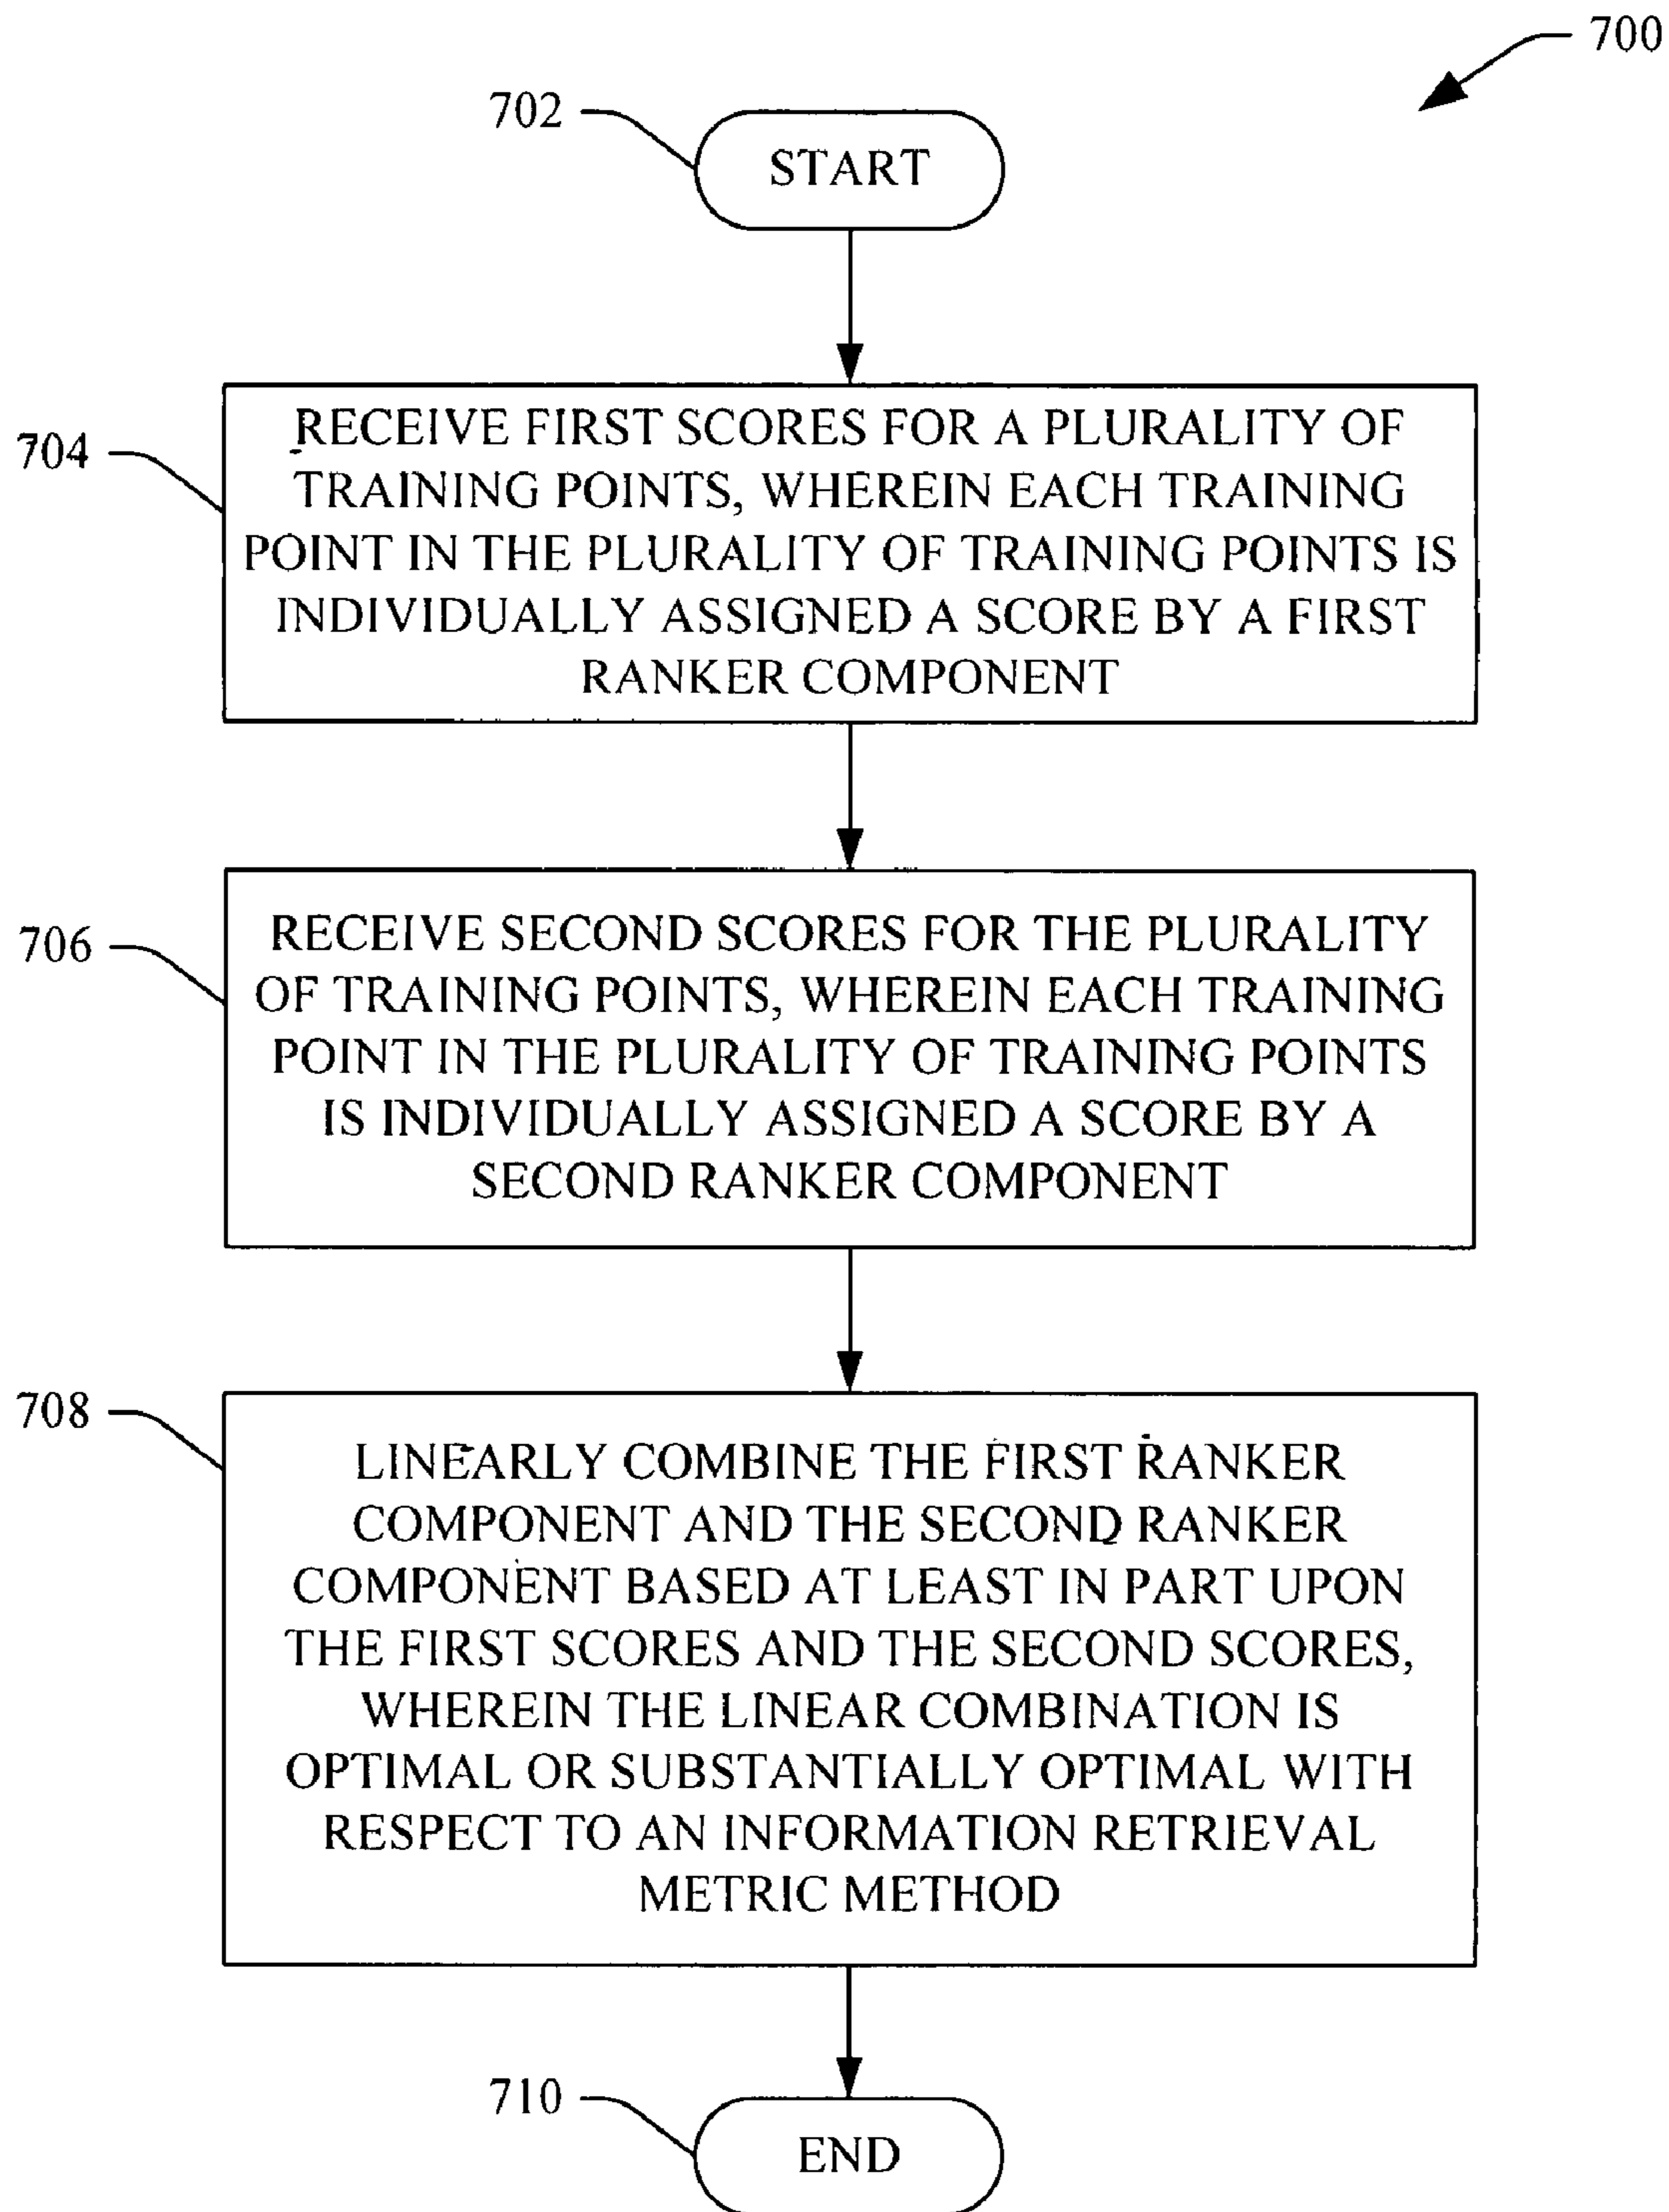 700
702
START
704
RECEIVE FIRST SCORES FOR A PLURALITY OF
TRAINING POINTS, WHEREIN EACH TRAINING
POINT IN THE PLURALITY OF TRAINING POINTS IS
INDIVIDUALLY ASSIGNED A SCORE BY A FIRST
RANKER COMPONENT
706
RECEIVE SECOND SCORES FOR THE PLURALITY
OF TRAINING POINTS, WHEREIN EACH TRAINING
POINT IN THE PLURALITY OF TRAINING POINTS
IS INDIVIDUALLY ASSIGNED A SCORE BY A
SECOND RANKER COMPONENT
708
LINEARLY COMBINE THE FIRST RANKER
COMPONENT AND THE SECOND RANKER
COMPONENT BASED AT LEAST IN PART UPON
THE FIRST SCORES AND THE SECOND SCORES,
WHEREIN THE LINEAR COMBINATION IS
OPTIMAL OR SUBSTANTIALLY OPTIMAL WITH
RESPECT TO AN INFORMATION RETRIEVAL
METRIC METHOD
710
END